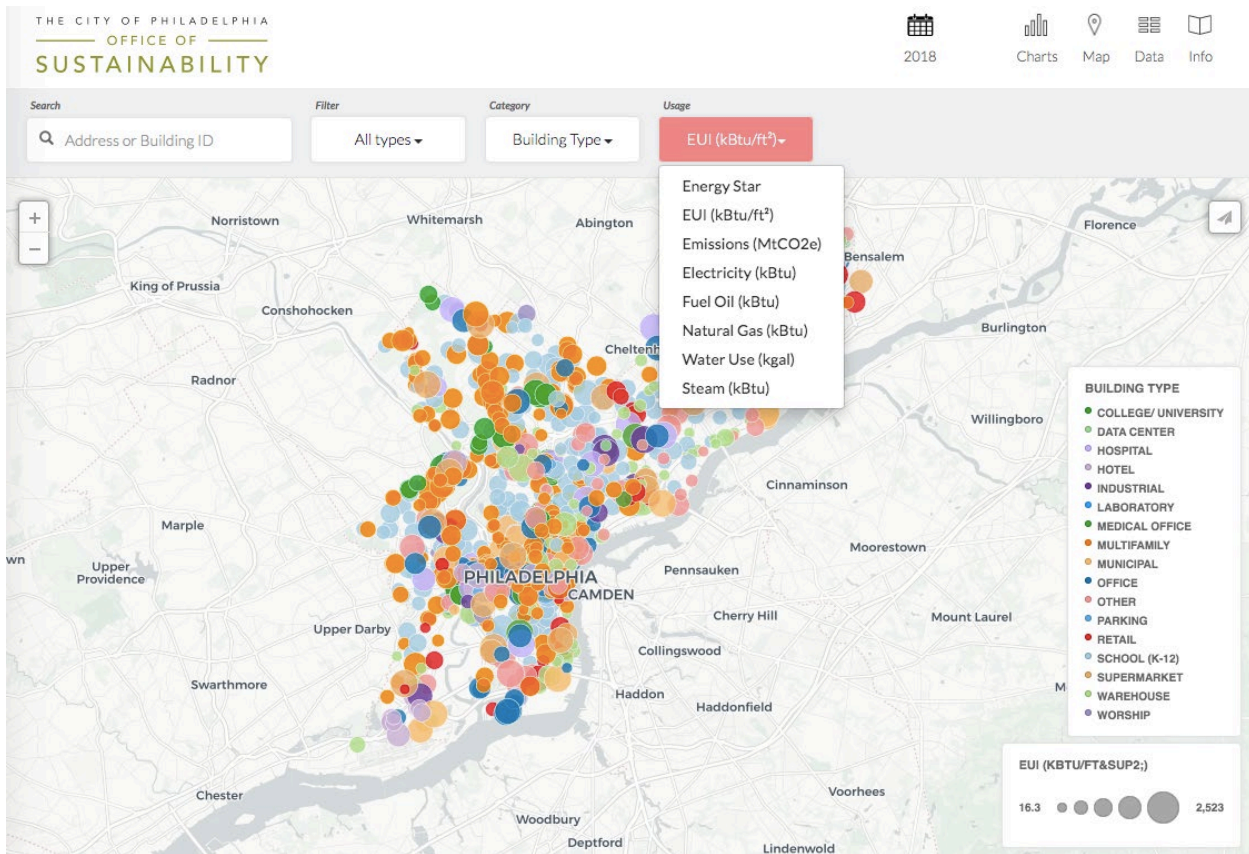 THE CITY OF PHILADELPHIA
OFFICE OF
SUSTAINABILITY
2018
Charts
Map
Data
Info
Search
Filter
Category
Usage
Address or Building ID
All types
Building Type
EUI (kBtu/ft²)
Energy Star
EUI (kBtu/ft²)
Emissions (MtCO2e)
Electricity (kBtu)
Fuel Oil (kBtu)
Natural Gas (kBtu)
Water Use (kgal)
Steam (kBtu)
+
−
Norristown
Whitemarsh
Abington
Florence
Bensalem
King of Prussia
Conshohocken
Burlington
Radnor
Willingboro
Cinnaminson
Marple
Moorestown
Upper
Providence
Pennsauken
PHILADELPHIA
CAMDEN
Cherry Hill
Mount Laurel
Upper Darby
Collingswood
Swarthmore
Haddon
Haddonfield
Chester
Voorhees
Woodbury
Deptford
Lindenwold
BUILDING TYPE
COLLEGE/ UNIVERSITY
DATA CENTER
HOSPITAL
HOTEL
INDUSTRIAL
LABORATORY
MEDICAL OFFICE
MULTIFAMILY
MUNICIPAL
OFFICE
OTHER
PARKING
RETAIL
SCHOOL (K-12)
SUPERMARKET
WAREHOUSE
WORSHIP
EUI (KBTU/FT&SUP2;)
16.3
2,523